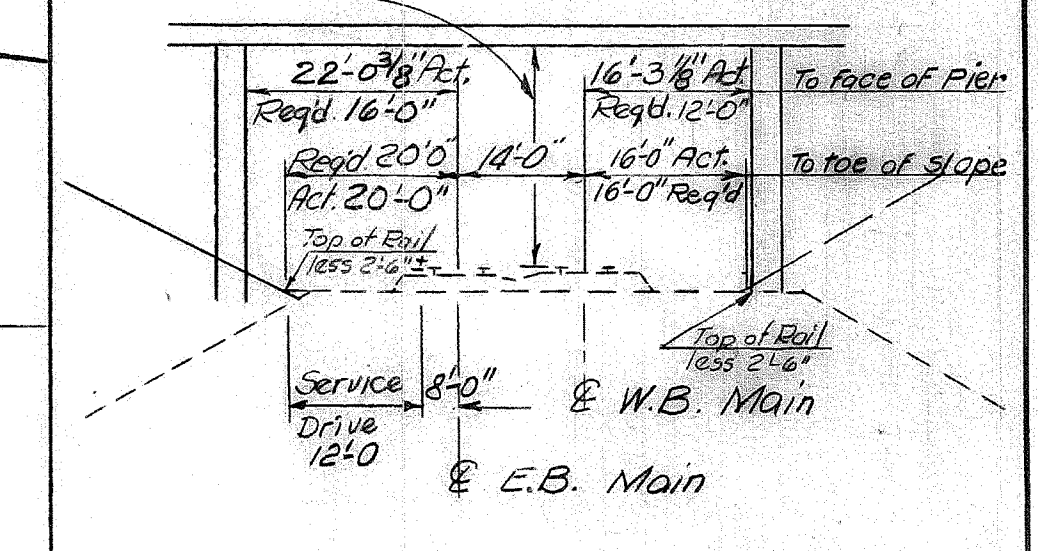 22'-0 3/8" Act.
Req'd. 16'-0"
16'-3 1/8" Act
Req'd. 12'-0"
To face of Pier
Req'd 20'0"
Act. 20'-0"
14'-0"
16'-0" Act.
16'-0" Req'd
To toe of slope
Top of Rail
less 2'-6"±
Top of Rail
less 2'-6"
Service
Drive
12'-0
8'-0"
℄ W.B. Main
℄ E.B. Main